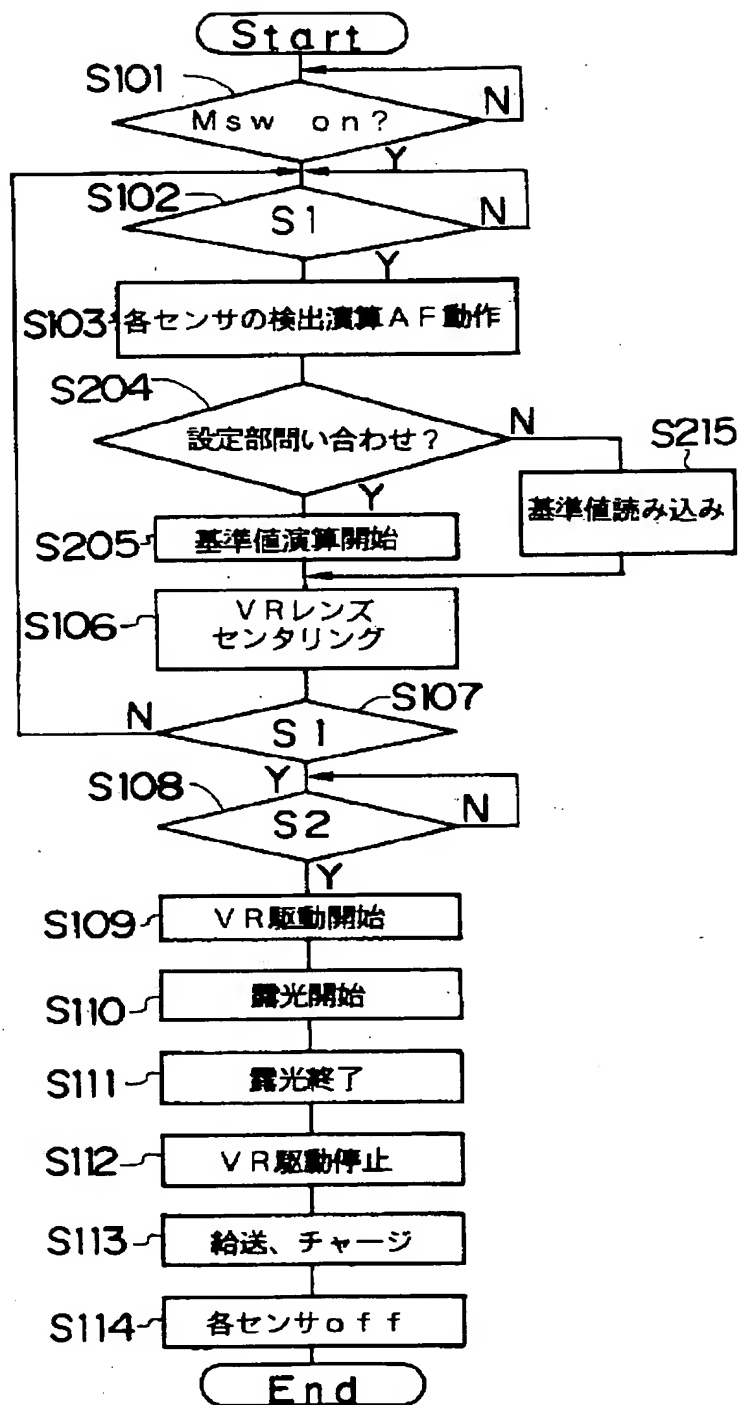 Start
S101
Msw on?
N
Y
S102
S1
N
Y
S103
各センサの検出演算AF動作
S204
設定部問い合わせ?
N
Y
S215
基準値読み込み
S205
基準値演算開始
S106
VRレンズ
センタリング
S107
S1
N
Y
S108
S2
N
Y
S109
VR駆動開始
S110
露光開始
S111
露光終了
S112
VR駆動停止
S113
給送、チャージ
S114
各センサoff
End